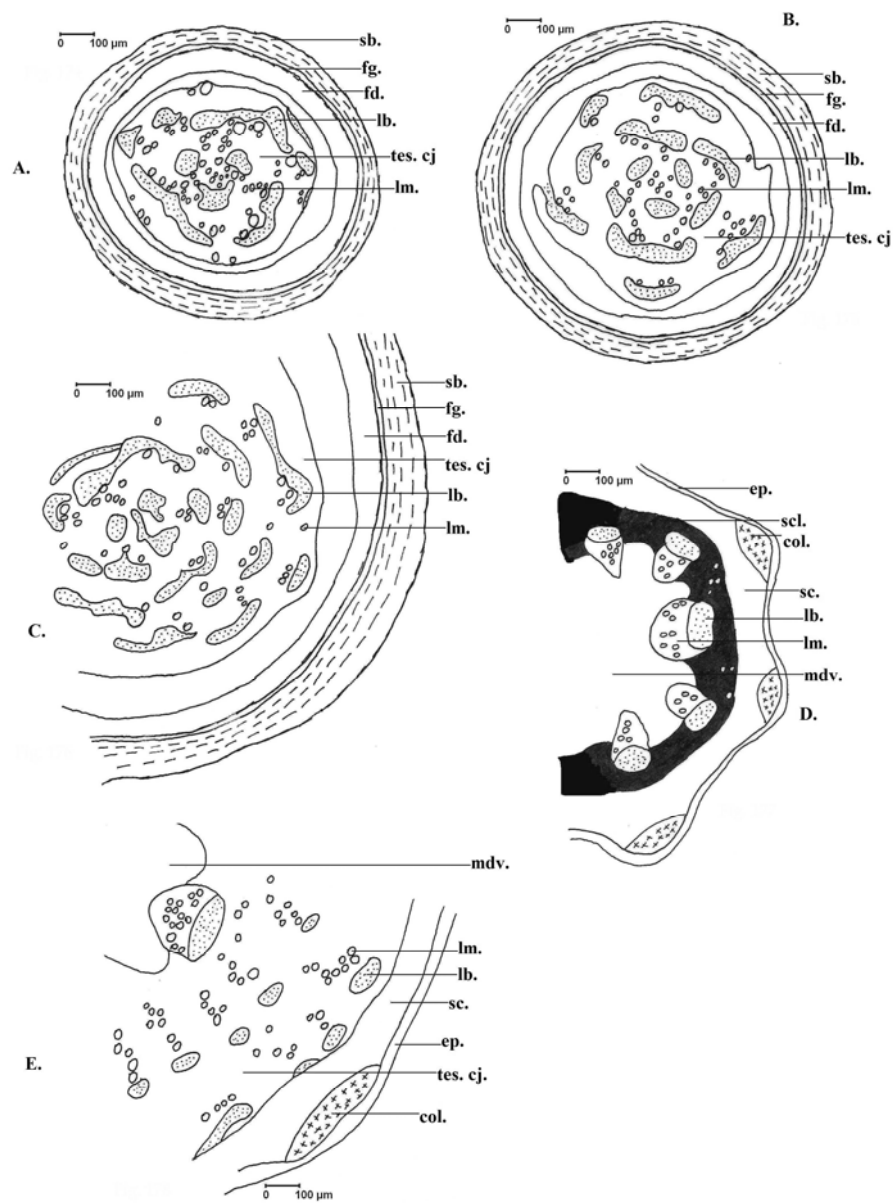 0 100 µm
sb.
fg.
fd.
lb.
tes. cj
lm.
A.
0 100 µm
B.
sb.
fg.
fd.
lb.
lm.
tes. cj
0 100 µm
sb.
fg.
fd.
tes. cj
lb.
lm.
C.
0 100 µm
ep.
scl.
col.
sc.
lb.
lm.
mdv.
D.
mdv.
lm.
lb.
sc.
ep.
tes. cj.
col.
E.
0 100 µm